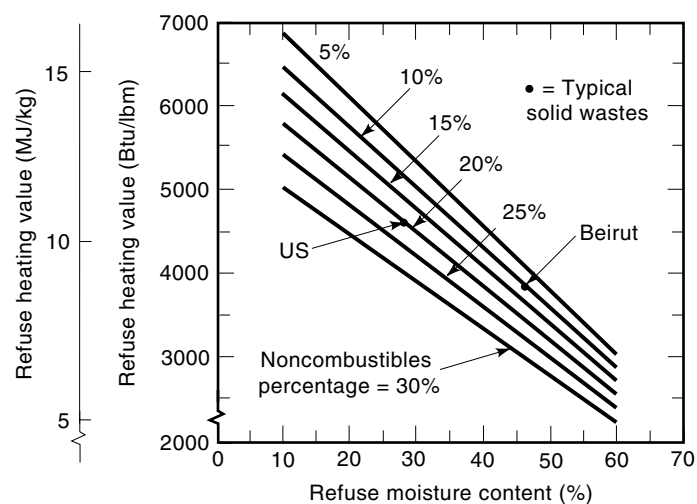 Refuse heating value (MJ/kg)
15
10
5
Refuse heating value (Btu/lbm)
7000
6000
5000
4000
3000
2000
5%
10%
15%
20%
25%
• = Typical
solid wastes
US
Beirut
Noncombustibles
percentage = 30%
0
10
20
30
40
50
60
70
Refuse moisture content (%)